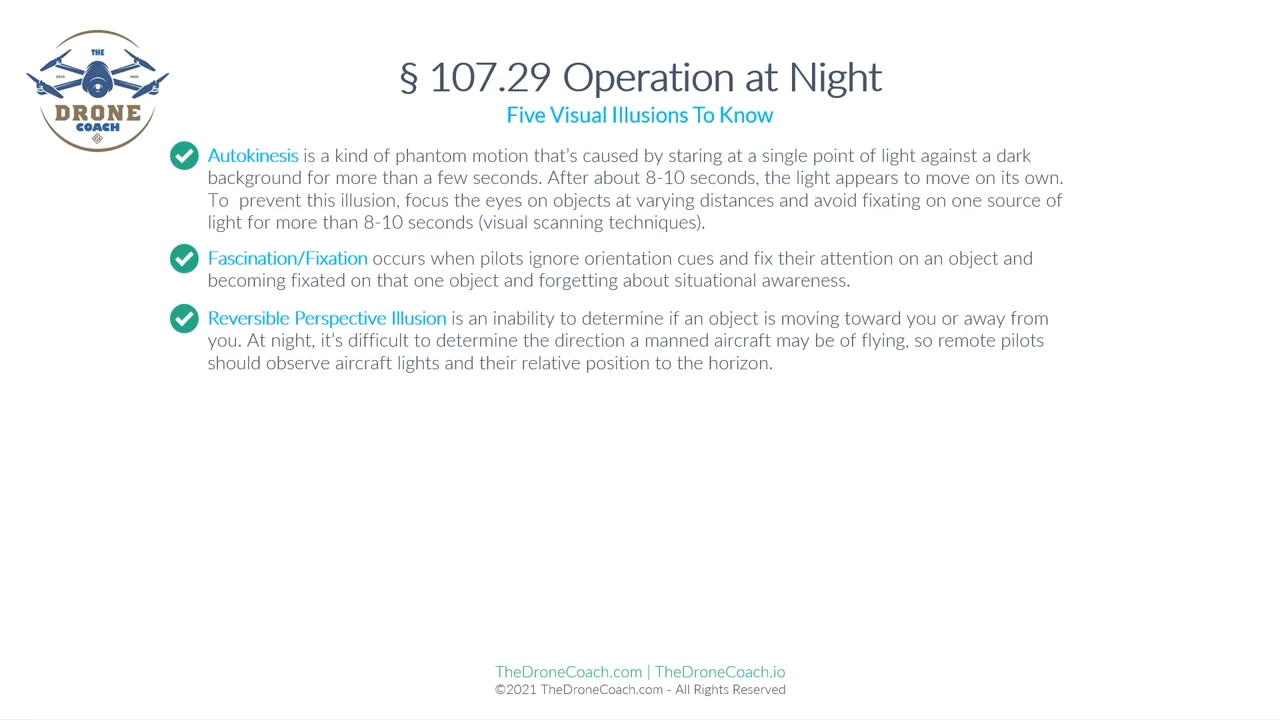 THE
DRONE
COACH
§ 107.29 Operation at Night
Five Visual Illusions To Know
Autokinesis is a kind of phantom motion that's caused by staring at a single point of light against a dark
background for more than a few seconds. After about 8-10 seconds, the light appears to move on its own.
To  prevent this illusion, focus the eyes on objects at varying distances and avoid fixating on one source of
light for more than 8-10 seconds (visual scanning techniques).
Fascination/Fixation occurs when pilots ignore orientation cues and fix their attention on an object and
becoming fixated on that one object and forgetting about situational awareness.
Reversible Perspective Illusion is an inability to determine if an object is moving toward you or away from
you. At night, it's difficult to determine the direction a manned aircraft may be of flying, so remote pilots
should observe aircraft lights and their relative position to the horizon.
TheDroneCoach.com | TheDroneCoach.io
©2021 TheDroneCoach.com - All Rights Reserved